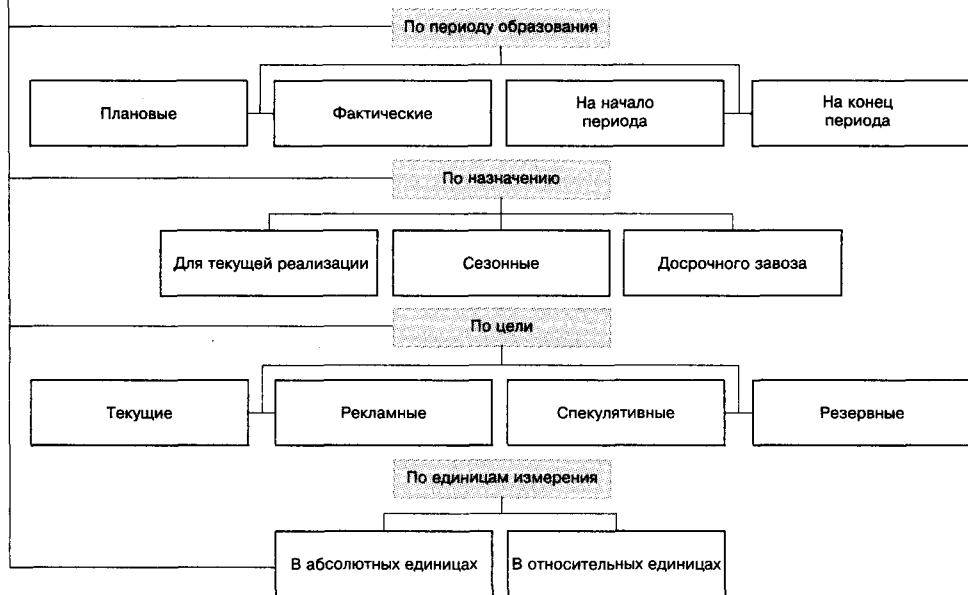 По периоду образования
Плановые
Фактические
На начало
периода
На конец
периода
По назначению
Для текущей реализации
Сезонные
Досрочного завоза
По цели
Текущие
Рекламные
Спекулятивные
Резервные
По единицам измерения
В абсолютных единицах
В относительных единицах